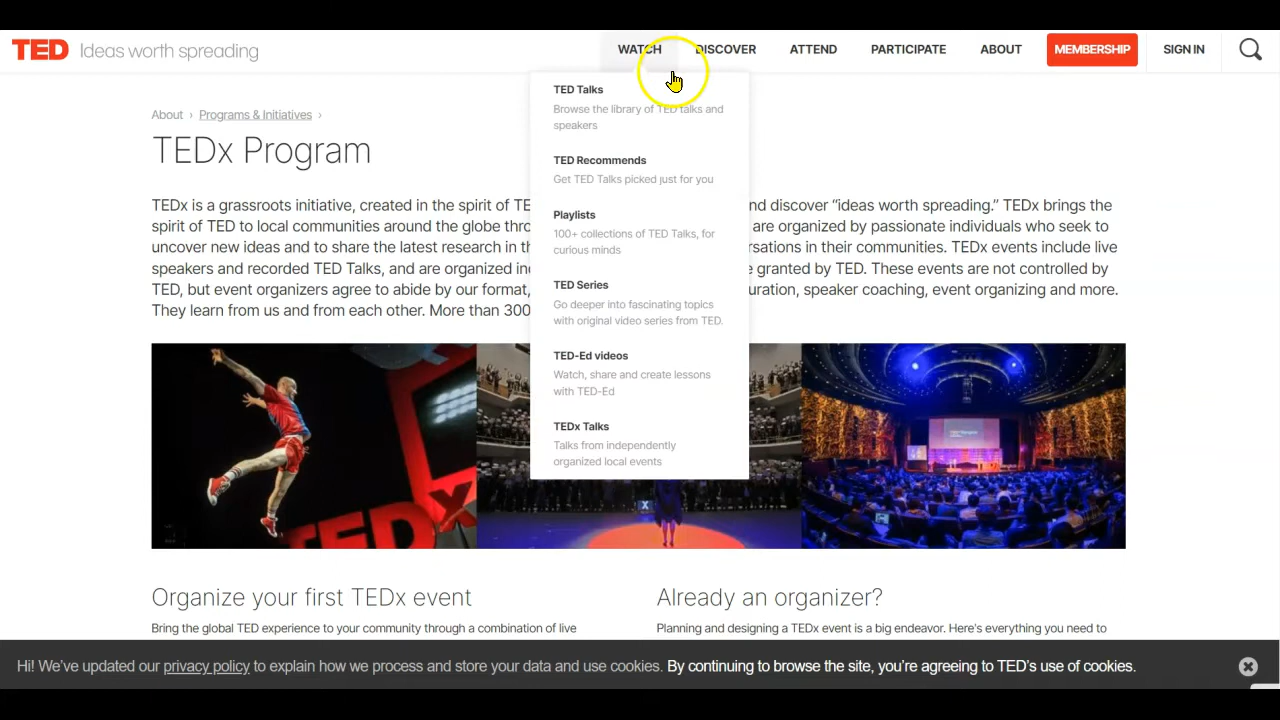 TED Ideas worth spreading
WATCH DISCOVER ATTEND PARTICIPATE ABOUT MEMBERSHIP SIGN IN
About › Programs & Initiatives ›
TEDx Program
TEDx is a grassroots initiative, created in the spirit of TE nd discover “ideas worth spreading.” TEDx brings the
spirit of TED to local communities around the globe thro are organized by passionate individuals who seek to
uncover new ideas and to share the latest research in th ersations in their communities. TEDx events include live
speakers and recorded TED Talks, and are organized in e granted by TED. These events are not controlled by
TED, but event organizers agree to abide by our format, uration, speaker coaching, event organizing and more.
They learn from us and from each other. More than 300
TED Talks
Browse the library of TED talks and
speakers
TED Recommends
Get TED Talks picked just for you
Playlists
100+ collections of TED Talks, for
curious minds
TED Series
Go deeper into fascinating topics
with original video series from TED.
TED-Ed videos
Watch, share and create lessons
with TED-Ed
TEDx Talks
Talks from independently
organized local events
TEDx
X
Organize your first TEDx event
Bring the global TED experience to your community through a combination of live
Already an organizer?
Planning and designing a TEDx event is a big endeavor. Here's everything you need to
Hi! We’ve updated our privacy policy to explain how we process and store your data and use cookies. By continuing to browse the site, you’re agreeing to TED’s use of cookies.